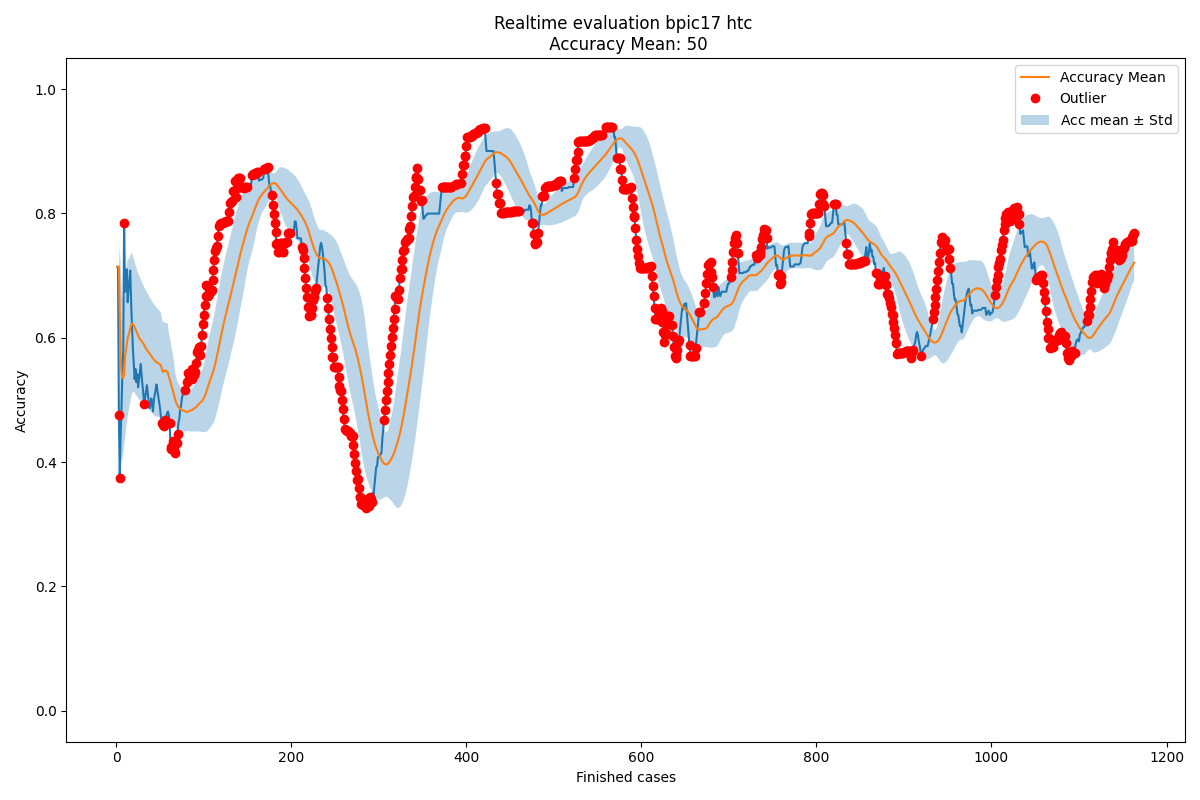 Realtime evaluation bpic17 htc
Accuracy Mean: 50
Accuracy Mean
Outlier
Acc mean ± Std
Accuracy
1.0
0.8
0.6
0.4
0.2
0.0
0 200 400 600 800 1000 1200
Finished cases